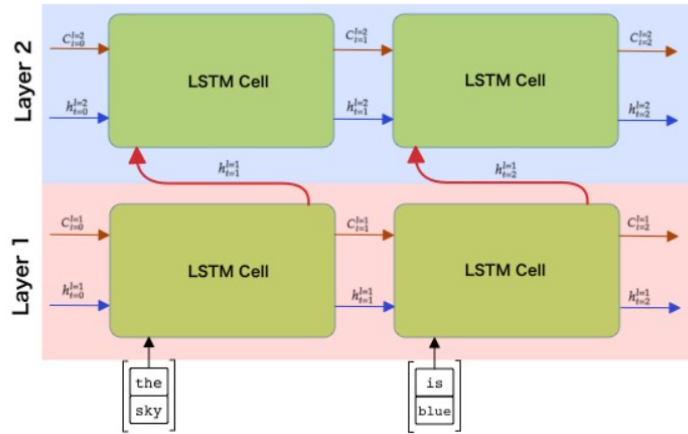 Layer 2
C_{t=0}^{l=2}
LSTM Cell
C_{t=1}^{l=2}
LSTM Cell
C_{t=2}^{l=2}
h_{t=0}^{l=2}
h_{t=1}^{l=2}
h_{t=2}^{l=2}
h_{t=1}^{l=1}
h_{t=2}^{l=1}
Layer 1
C_{t=0}^{l=1}
LSTM Cell
C_{t=1}^{l=1}
LSTM Cell
C_{t=2}^{l=1}
h_{t=0}^{l=1}
h_{t=1}^{l=1}
h_{t=2}^{l=1}
the
sky
is
blue